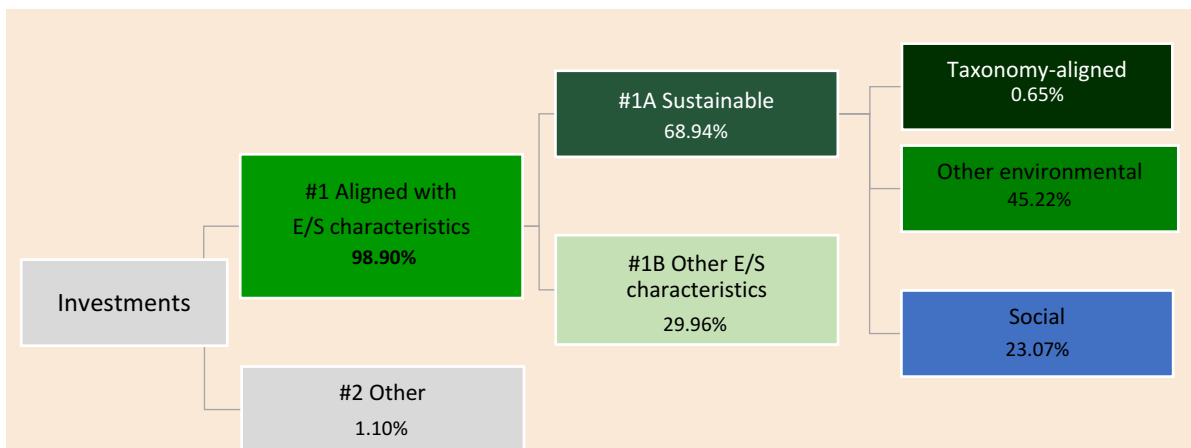 Investments
#1 Aligned with
E/S characteristics
98.90%
#2 Other
1.10%
#1A Sustainable
68.94%
#1B Other E/S
characteristics
29.96%
Taxonomy-aligned
0.65%
Other environmental
45.22%
Social
23.07%